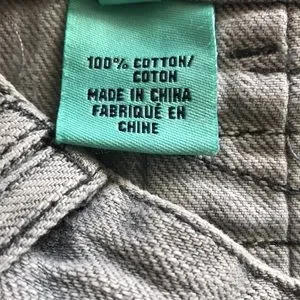 100% COTTON/
COTON
MADE IN CHINA
FABRIQUÉ EN
CHINE